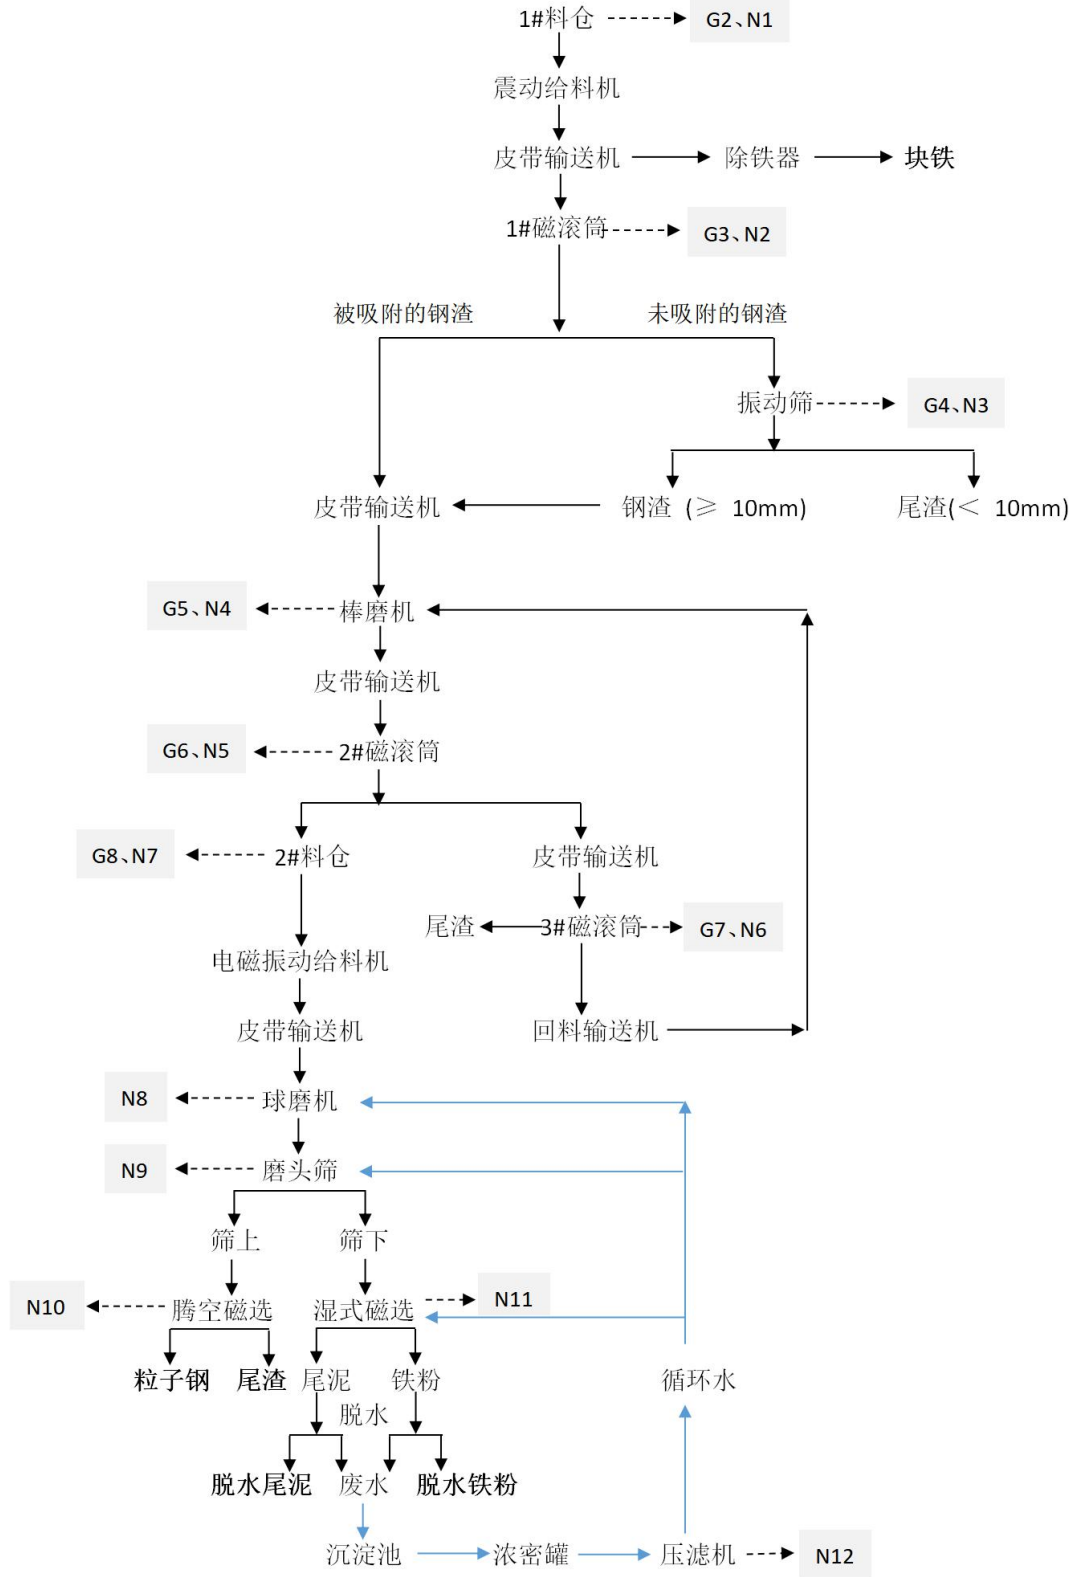 1#料仓 G2、N1
震动给料机
皮带输送机 除铁器 块铁
1#磁滚筒 G3、N2
被吸附的钢渣 未吸附的钢渣
振动筛 G4、N3
皮带输送机 钢渣 (≥ 10mm) 尾渣(< 10mm)
G5、N4 棒磨机
皮带输送机
G6、N5 2#磁滚筒
G8、N7 2#料仓 皮带输送机
尾渣 3#磁滚筒 G7、N6
电磁振动给料机
皮带输送机 回料输送机
N8 球磨机
N9 磨头筛
筛上 筛下
N10 腾空磁选 湿式磁选 N11
粒子钢 尾渣 尾泥 铁粉 循环水
脱水
脱水尾泥 废水 脱水铁粉
沉淀池 浓密罐 压滤机 N12